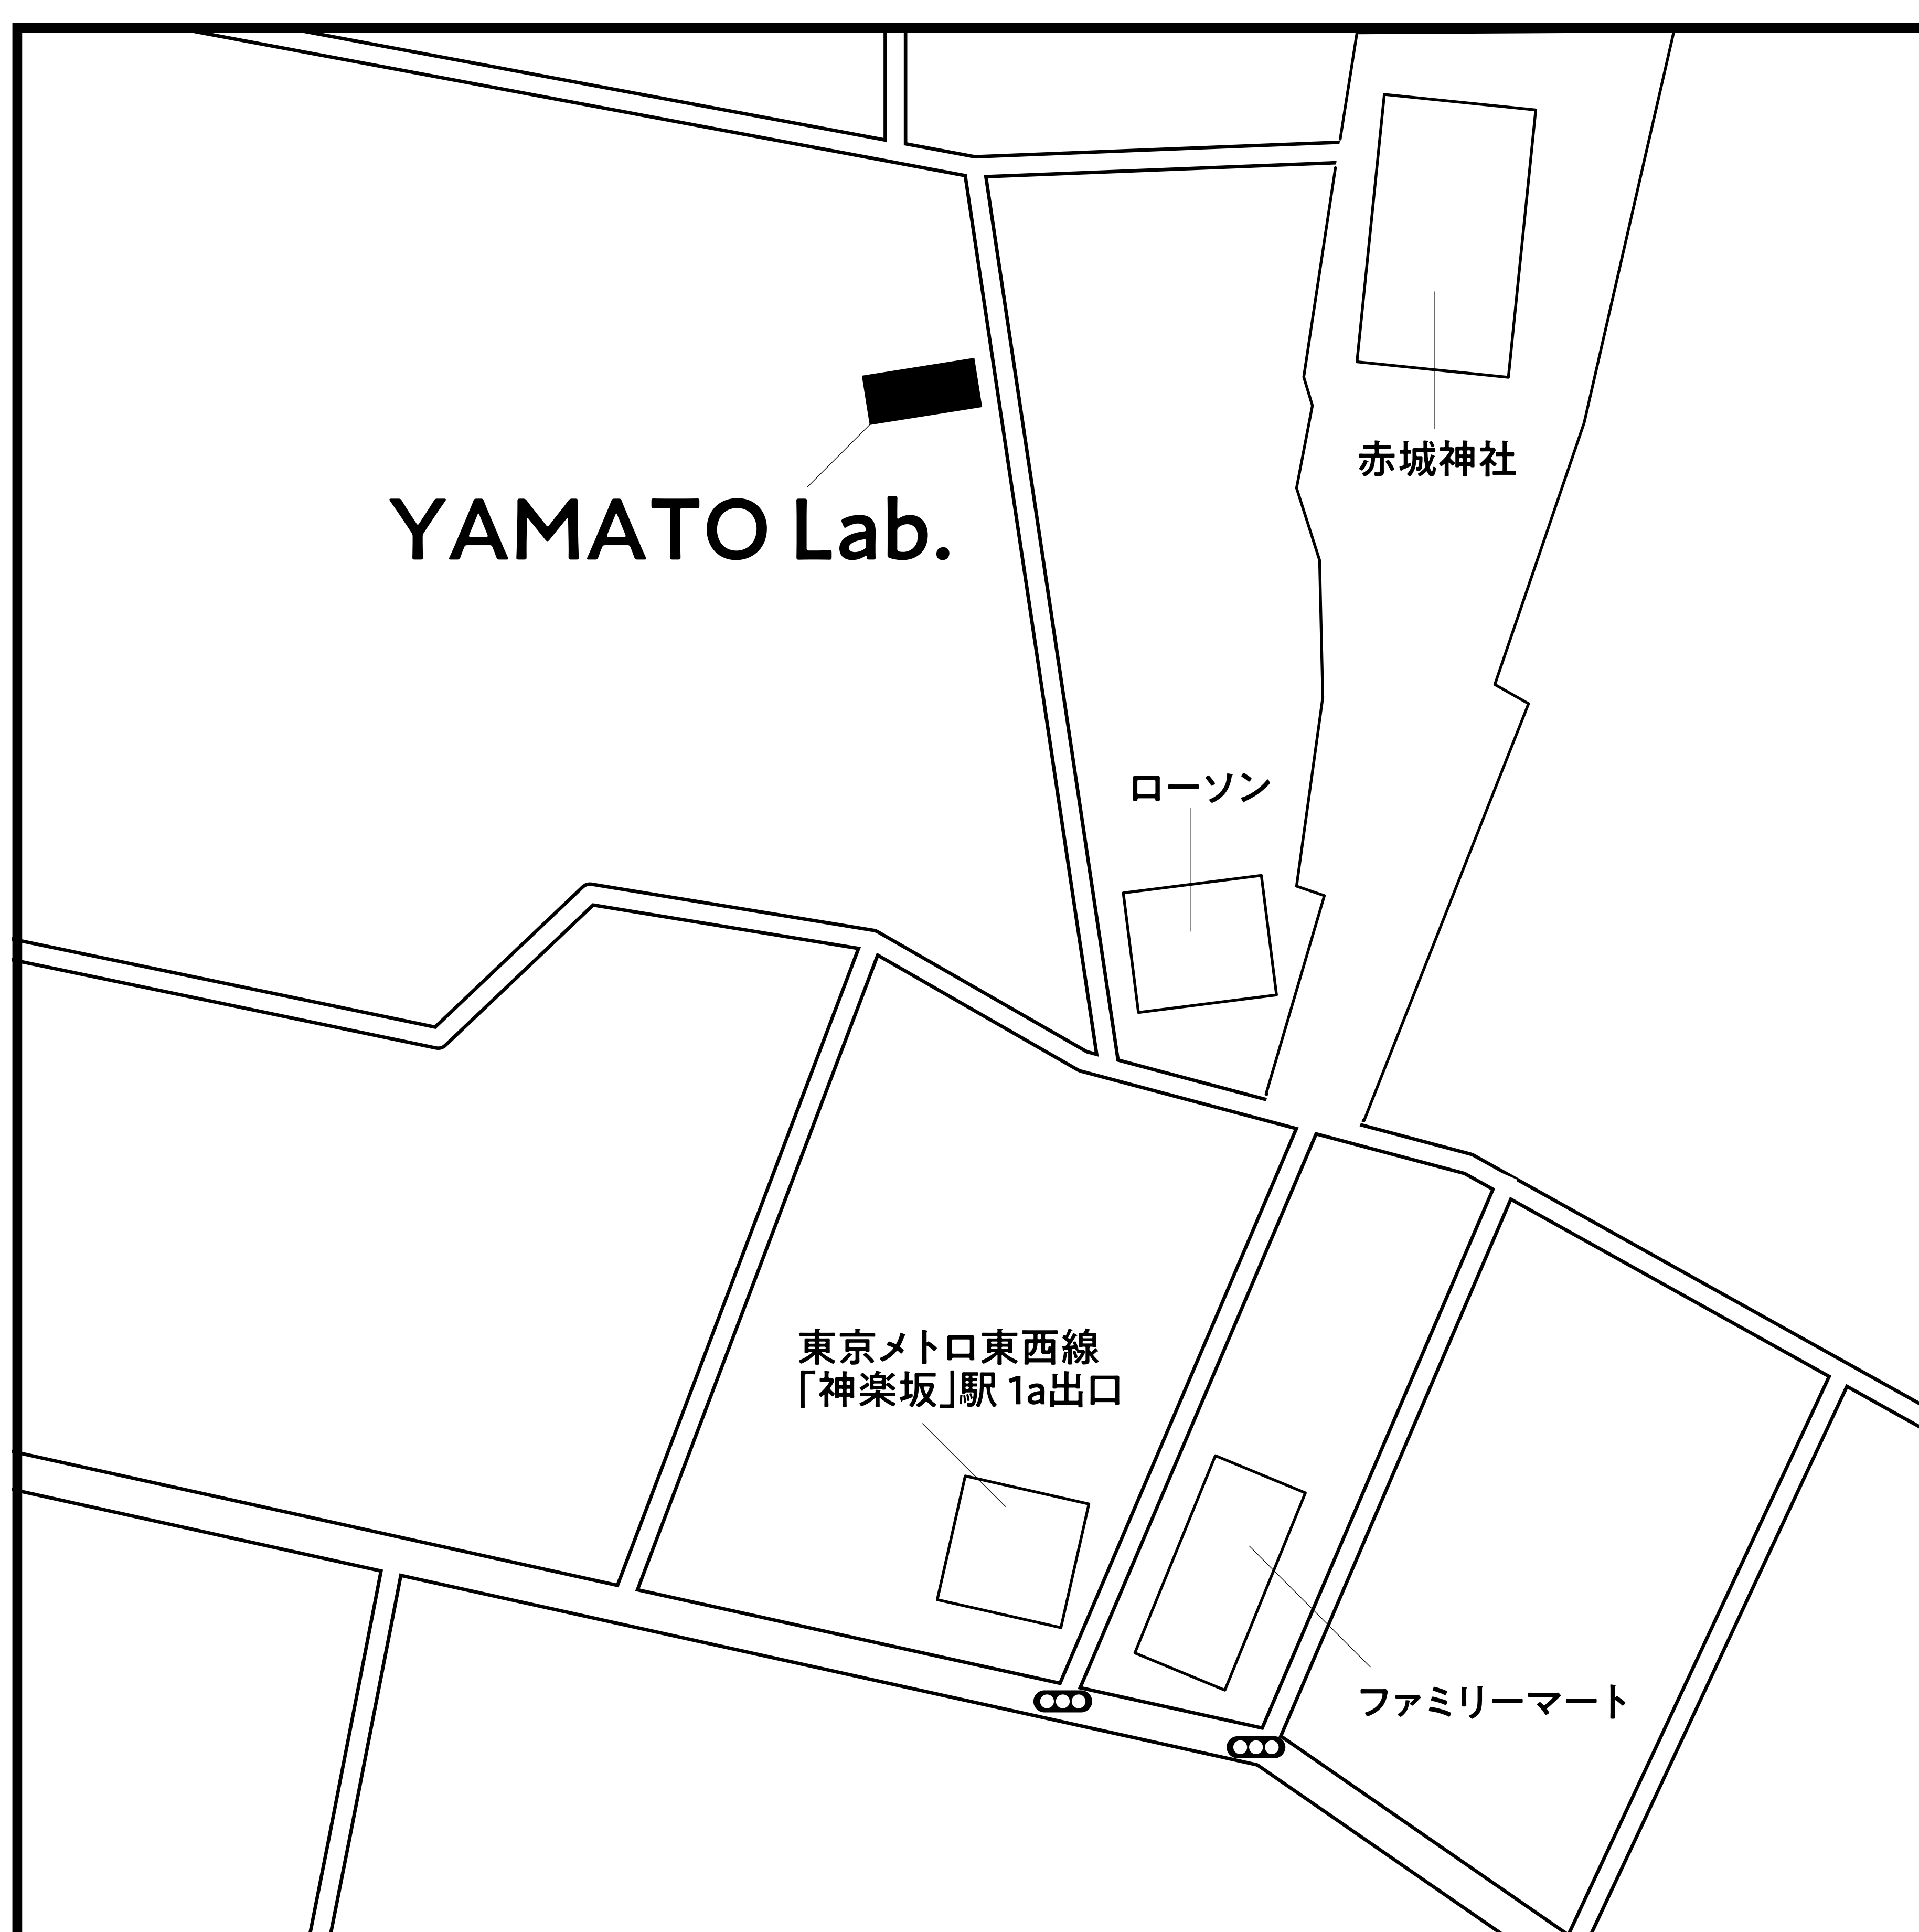 赤城神社
YAMATO Lab.
ローソン
東京メトロ東西線
「神楽坂」駅 1a出口
ファミリーマート